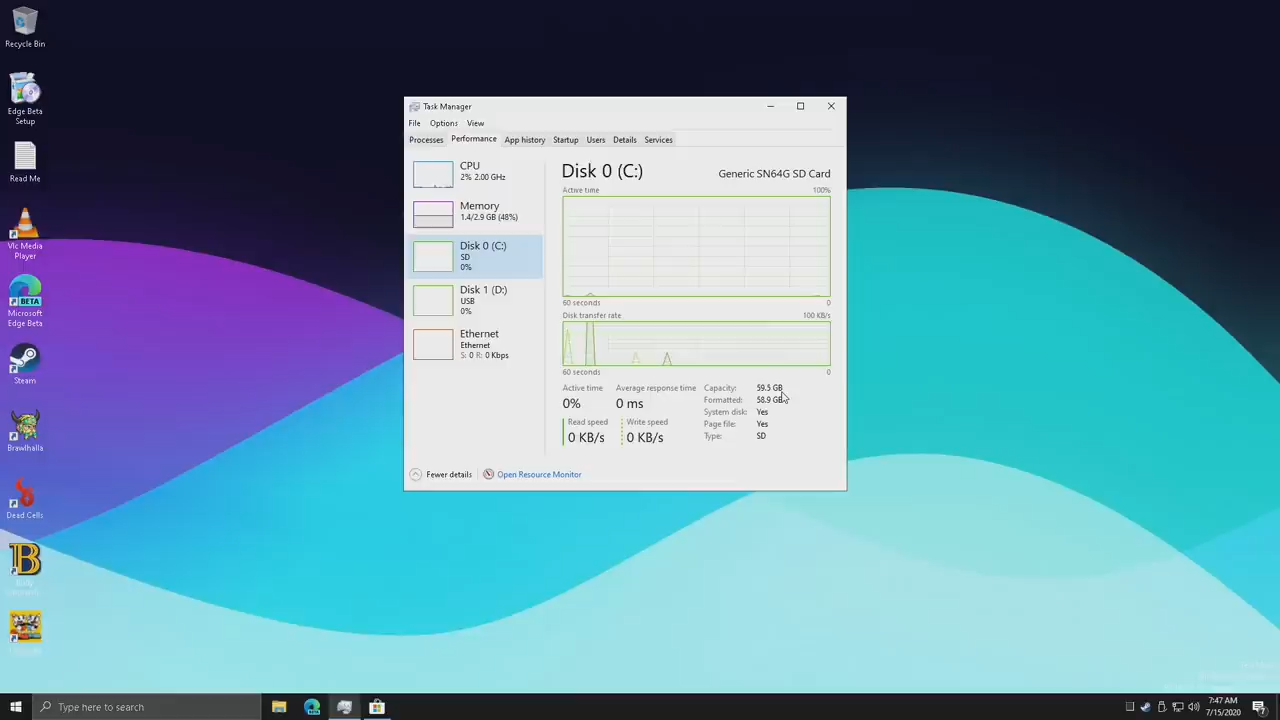 Recycle Bin
Edge Beta
Setup
Read Me
Vlc Media
Player
BETA
Microsoft
Edge Beta
Steam
Brawlhalla
Dead Cells
B
Task Manager
File Options View
Processes Performance App history Startup Users Details Services
CPU
2% 2.00 GHz
Memory
1.4/2.9 GB (48%)
Disk 0 (C:)
SD
0%
Disk 1 (D:)
USB
0%
Ethernet
Ethernet
S: 0 R: 0 Kbps
Disk 0 (C:)
Generic SN64G SD Card
Active time 100%
60 seconds 0
Disk transfer rate 100 KB/s
60 seconds 0
Active time Average response time
0% 0 ms
Read speed Write speed
0 KB/s 0 KB/s
Capacity: 59.5 GB
Formatted: 58.9 GB
System disk: Yes
Page file: Yes
Type: SD
Fewer details Open Resource Monitor
Type here to search
7:47 AM
7/15/2020